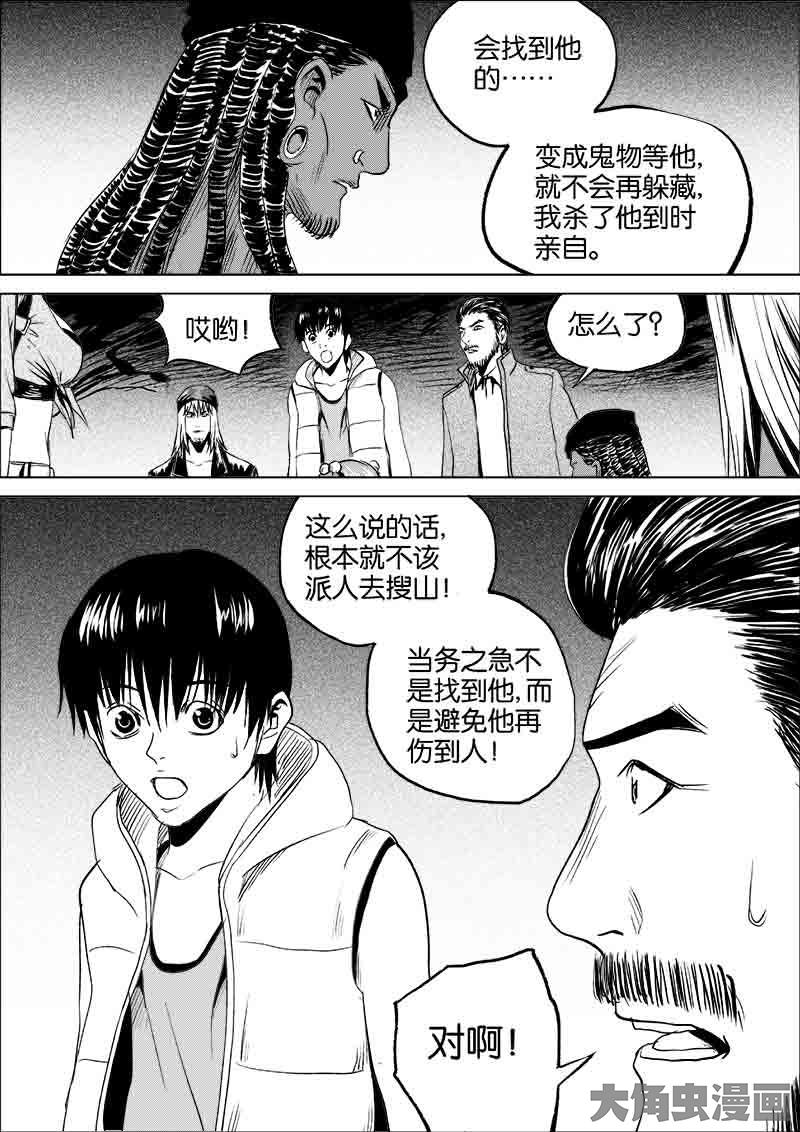 会找到他
的……
变成鬼物等他,
就不会再躲藏,
我杀了他到时
亲自。
哎哟!
怎么了?
这么说的话,
根本就不该
派人去搜山!
当务之急不
是找到他,而
是避免他再
伤到人!
对啊!
大角虫漫画